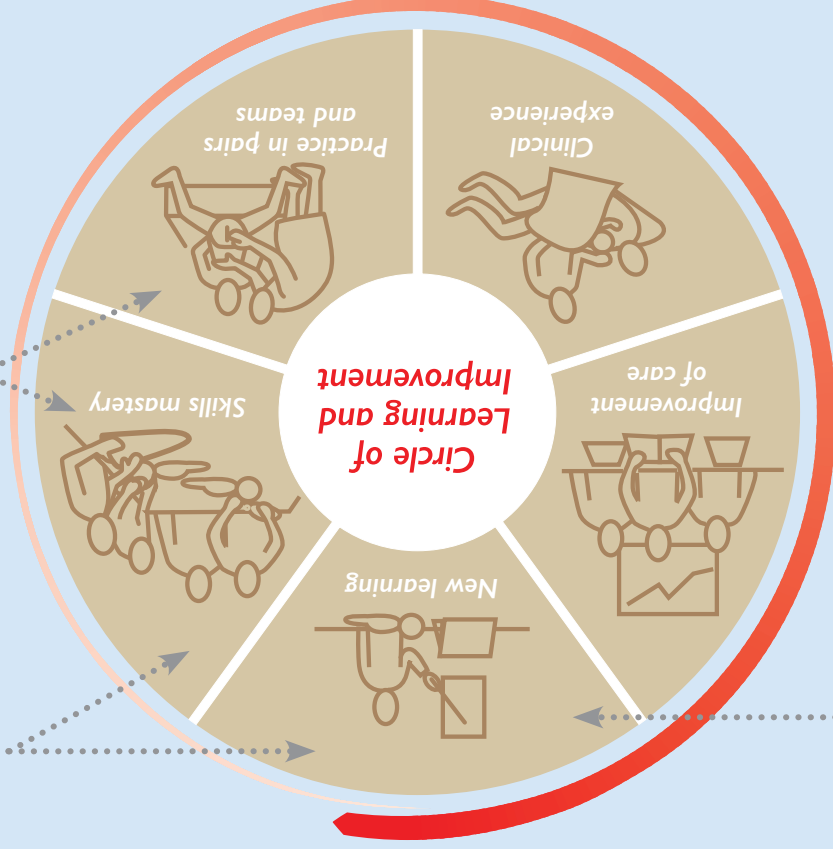 Circle of
Learning and
Improvement
New learning
Skills mastery
Practice in pairs
and teams
Clinical
experience
Improvement
of care